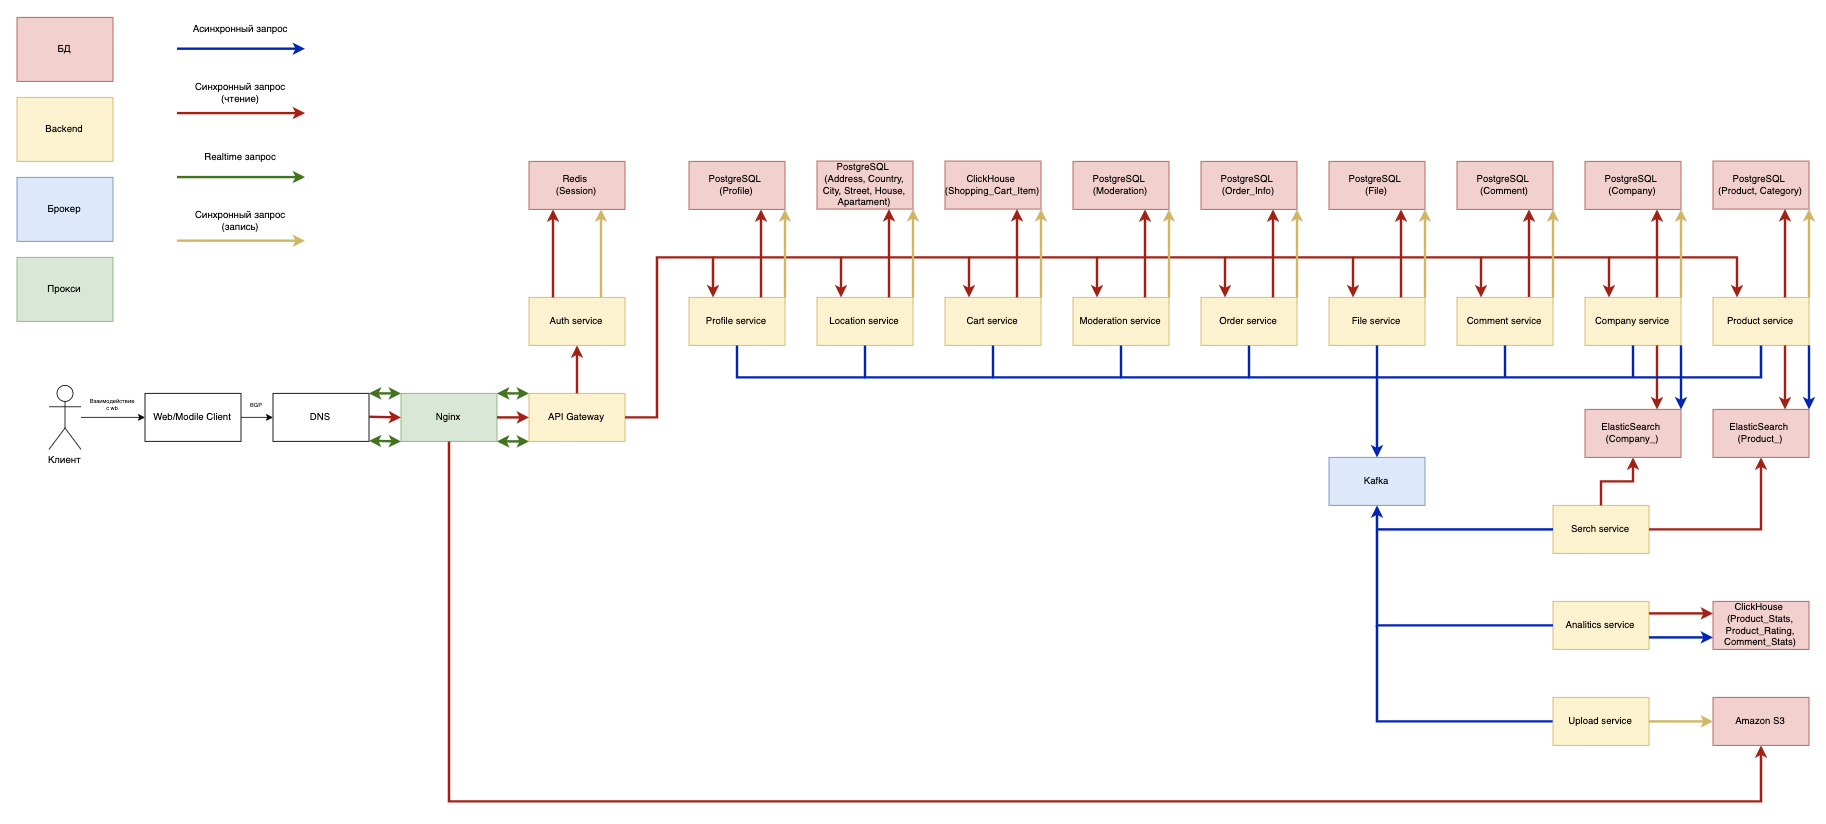 БД
Асинхронный запрос
Синхронный запрос
(чтение)
Backend
Realtime запрос
Брокер
Синхронный запрос
(запись)
Прокси
Redis
(Session)
PostgreSQL
(Profile)
PostgreSQL
(Address, Country,
City, Street, House,
Apartament)
ClickHouse
(Shopping_Cart_Item)
PostgreSQL
(Moderation)
PostgreSQL
(Order_Info)
PostgreSQL
(File)
PostgreSQL
(Comment)
PostgreSQL
(Company)
PostgreSQL
(Product, Category)
Auth service
Profile service
Location service
Cart service
Moderation service
Order service
File service
Comment service
Company service
Product service
Взаимодействие
с wb
Web/Modile Client
BGP
DNS
Nginx
API Gateway
Клиент
ElasticSearch
(Company_)
ElasticSearch
(Product_)
Kafka
Serch service
Analitics service
ClickHouse
(Product_Stats,
Product_Rating,
Comment_Stats)
Upload service
Amazon S3